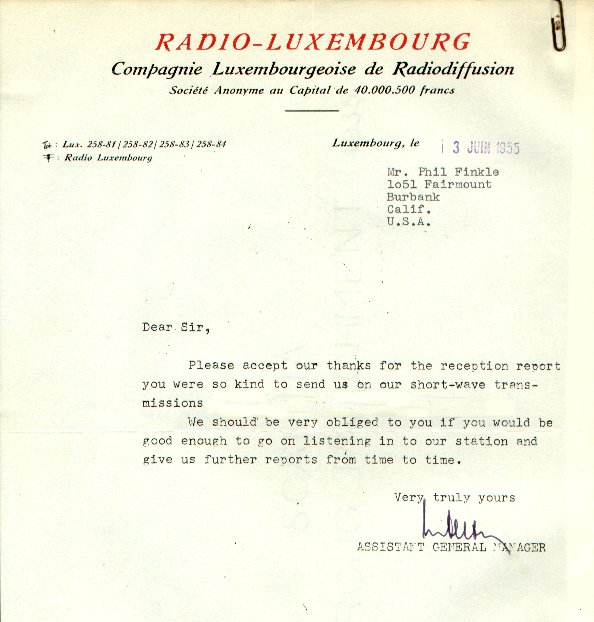 RADIO-LUXEMBOURG
Compagnie Luxembourgeoise de Radiodiffusion
Société Anonyme au Capital de 40.000.500 francs
: Lux. 258-81 / 258-82 / 258-83 / 258-84
: Radio Luxembourg
Luxembourg, le 13 JUIN 1955
Mr. Phil Finkle
1o51 Fairmount
Burbank
Calif.
U.S.A.
Dear Sir,
Please accept our thanks for the reception report
you were so kind to send us on our short-wave trans-
missions
We should be very obliged to you if you would be
good enough to go on listening in to our station and
give us further reports from time to time.
Very truly yours
ASSISTANT GENERAL MANAGER